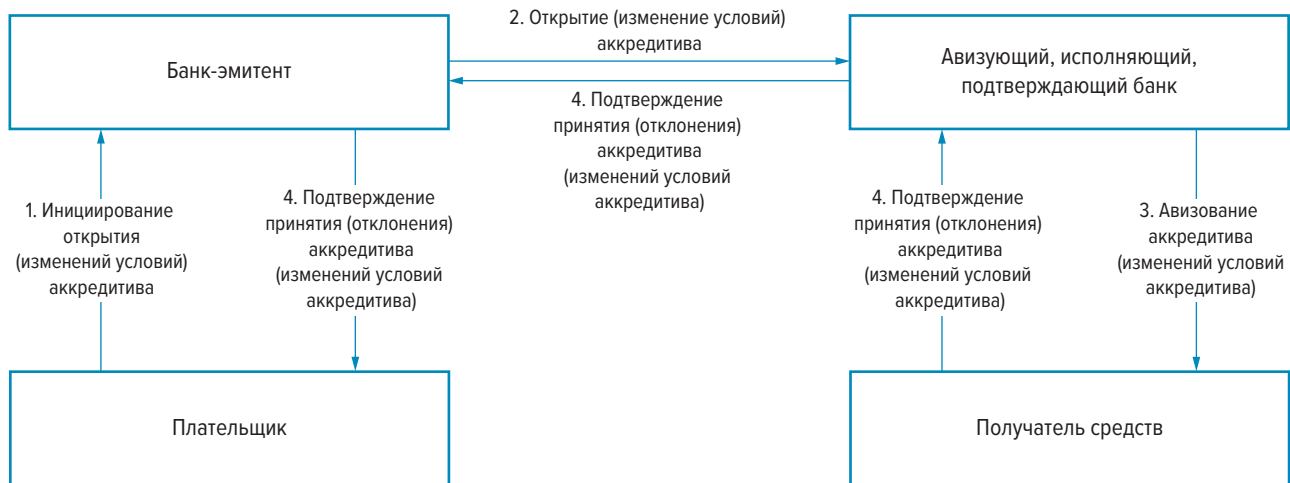 2. Открытие (изменение условий)
аккредитива
Банк-эмитент
Авизующий, исполняющий,
подтверждающий банк
4. Подтверждение
принятия (отклонения)
аккредитива
(изменений условий
аккредитива)
1. Инициирование
открытия
(изменений условий)
аккредитива
4. Подтверждение
принятия (отклонения)
аккредитива
(изменений условий
аккредитива)
4. Подтверждение
принятия (отклонения)
аккредитива
(изменений условий
аккредитива)
3. Авизование
аккредитива
(изменений условий
аккредитива)
Плательщик
Получатель средств